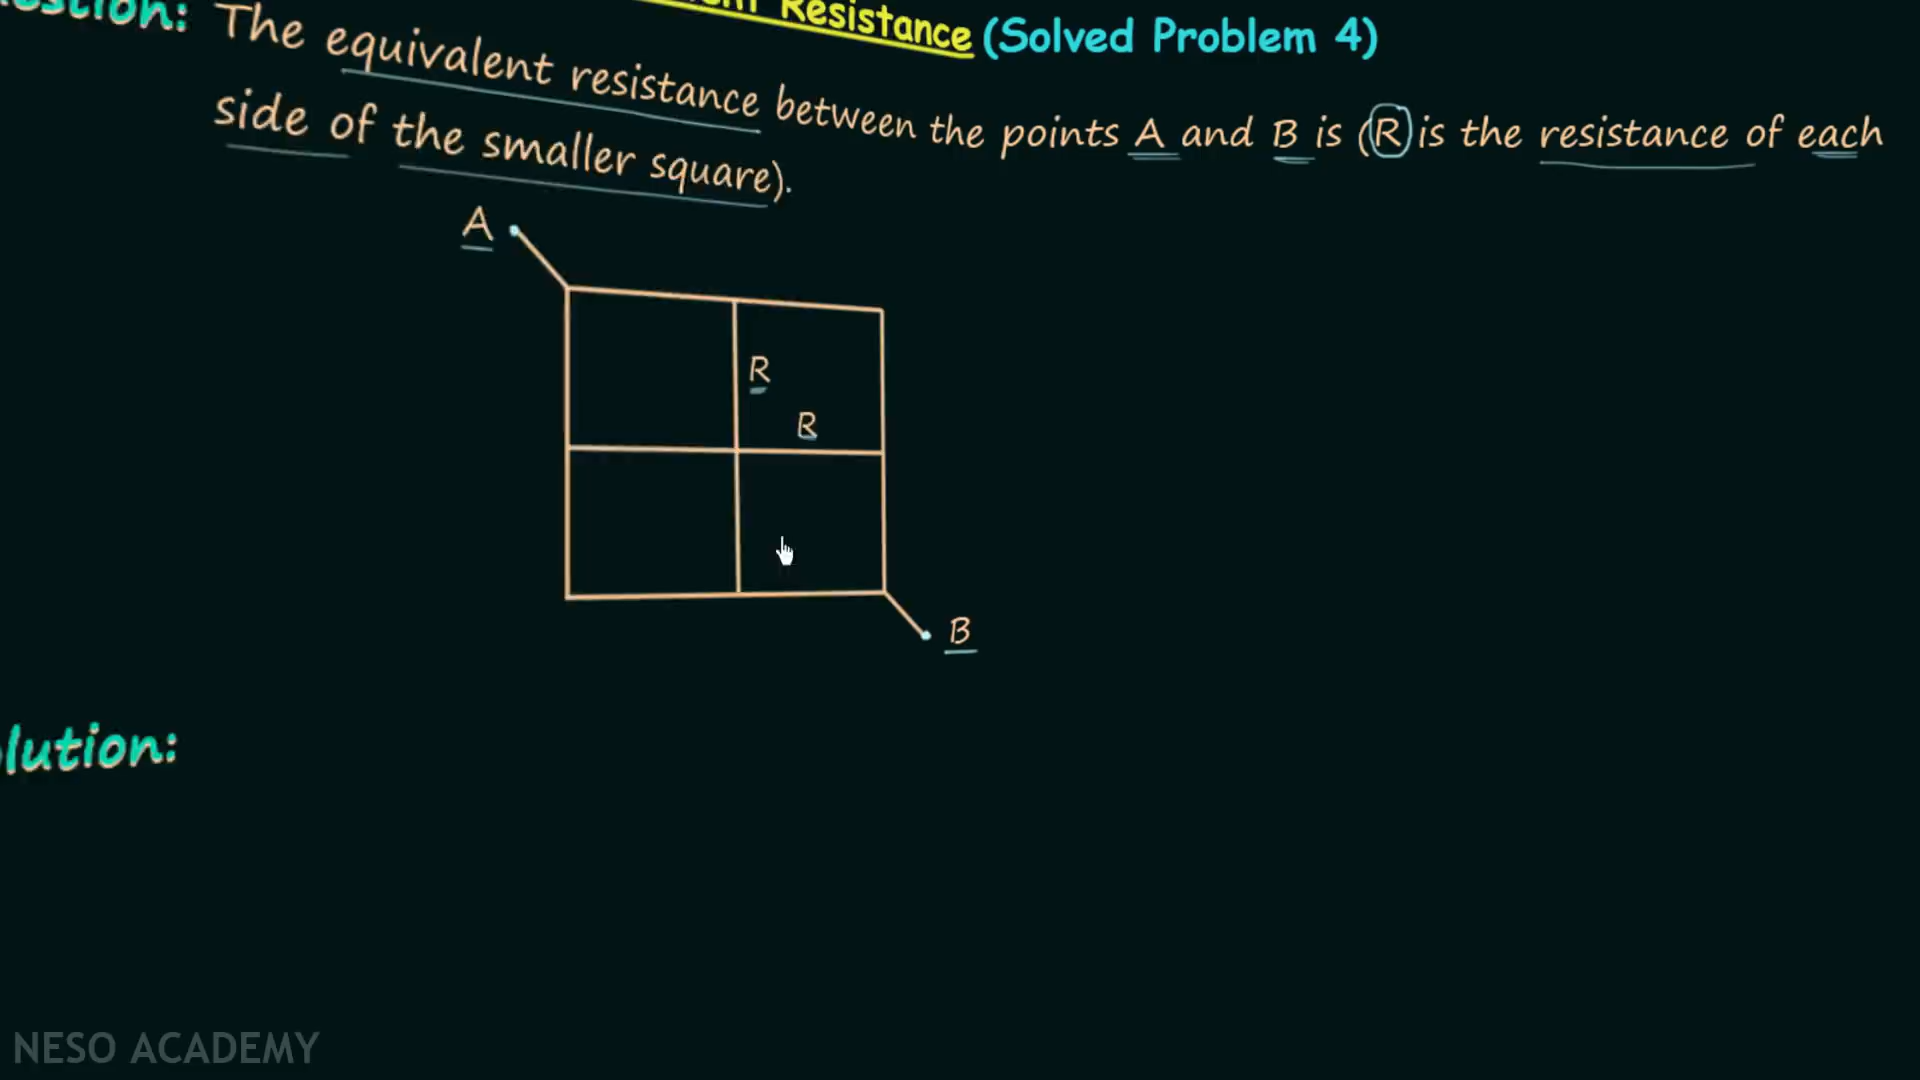 Resistance (Solved Problem 4)
The equivalent resistance between the points A and B is (R is the resistance of each
side of the smaller square).
A
R
R
B
NESO ACADEMY